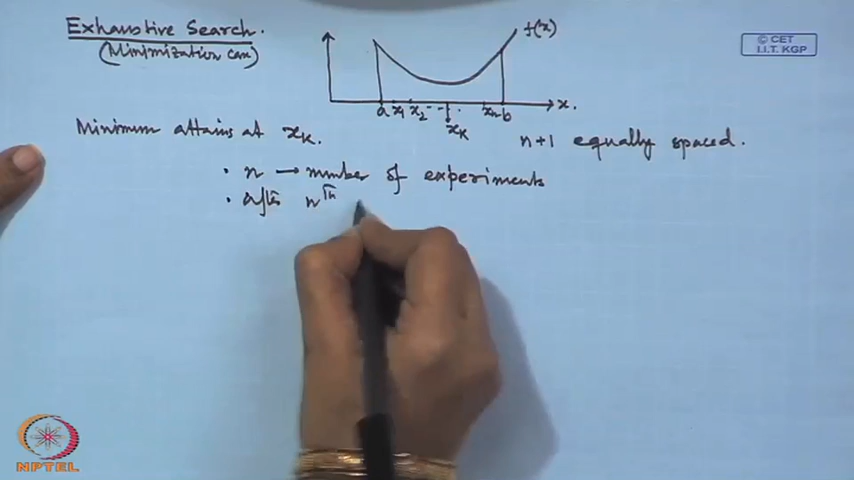 Exhaustive Search.
(Minimization Case)
f(x)
© CET
I.I.T. KGP
a x1 x2 -- . xn b x.
xK
Minimum attains at xK.
n+1 equally spaced.
• n → number of experiments
• after nth
NPTEL